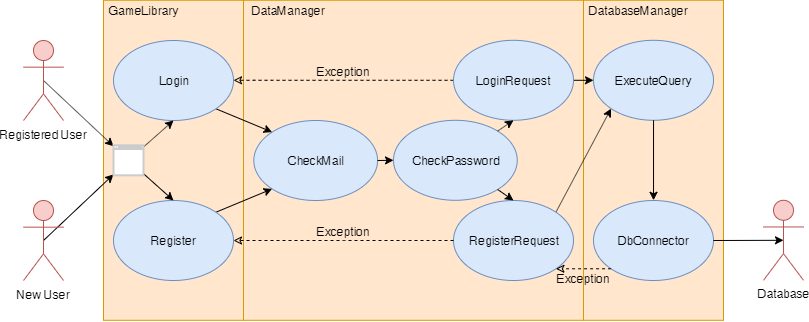 GameLibrary
DataManager
DatabaseManager
Exception
Login
LoginRequest
ExecuteQuery
Registered User
CheckMail
CheckPassword
Exception
Register
RegisterRequest
DbConnector
Exception
New User
Database